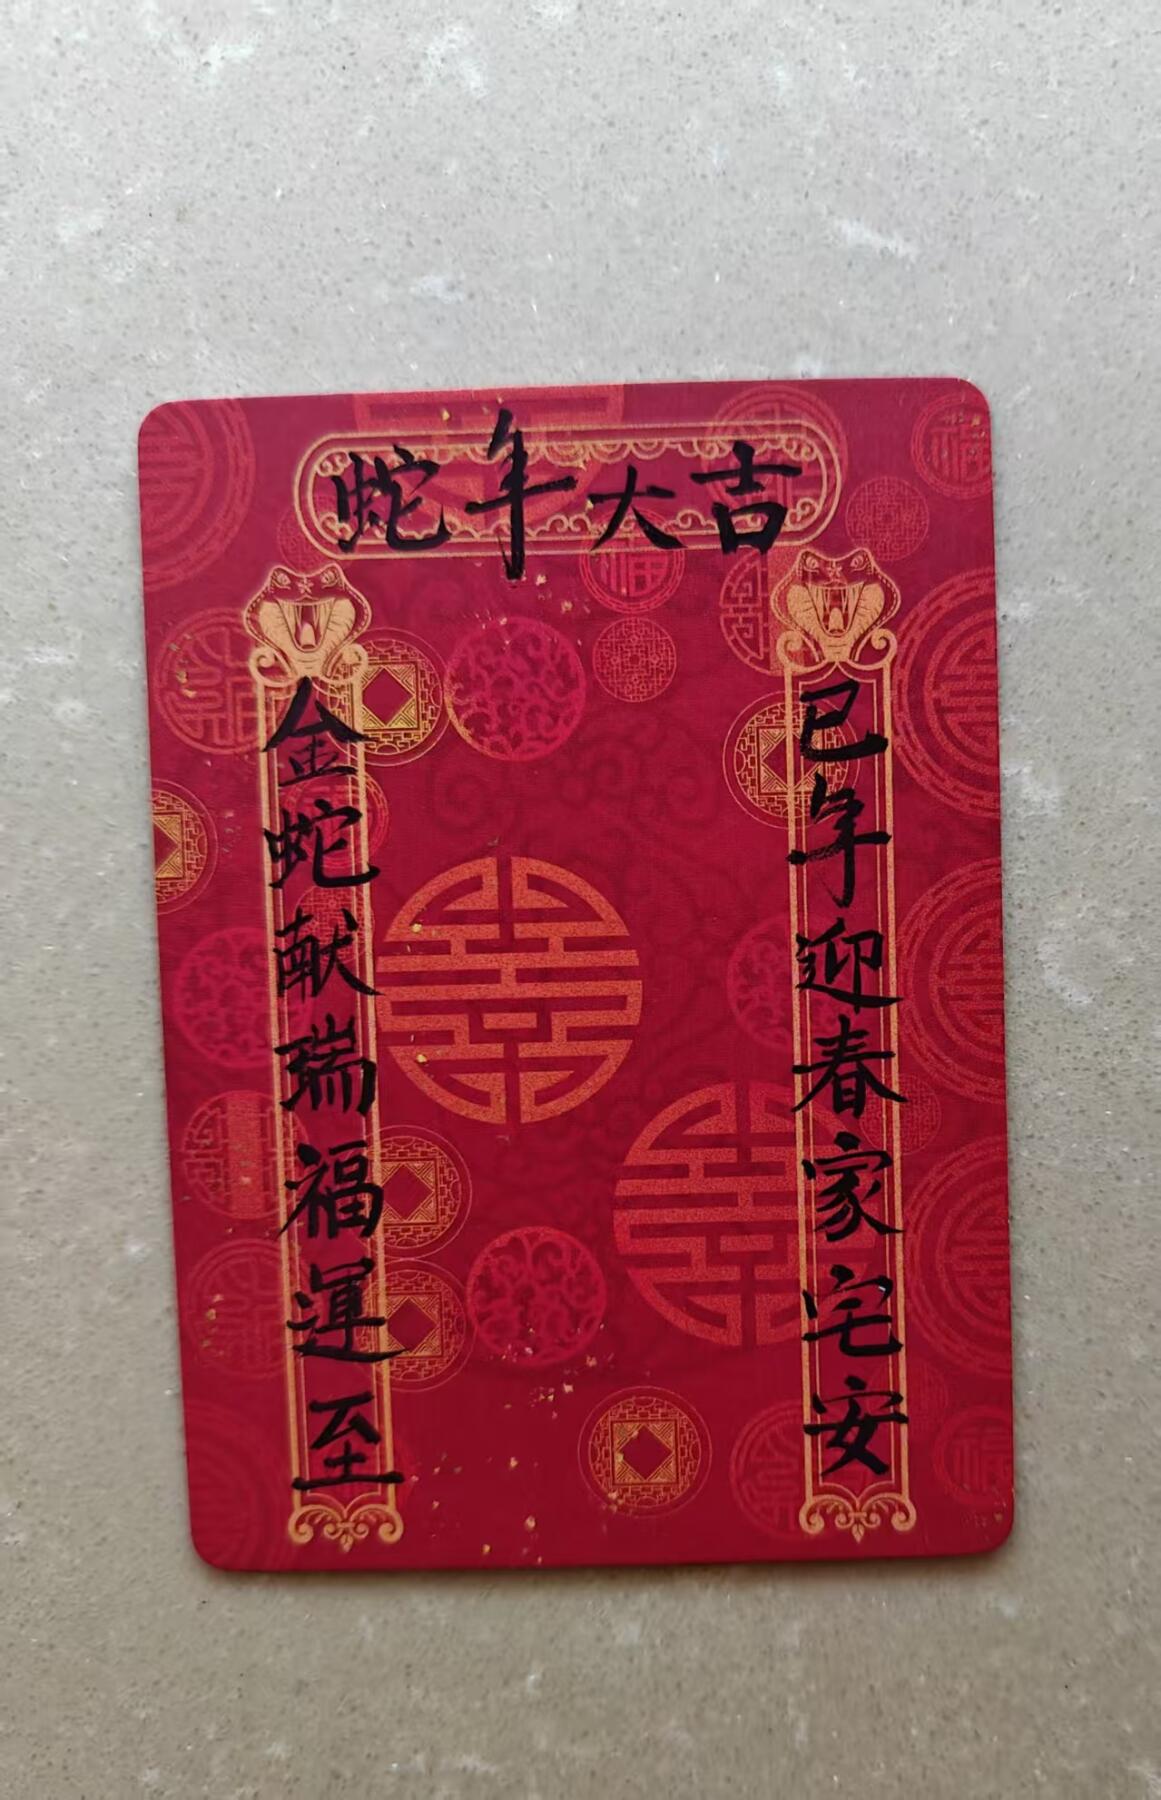 蛇年大吉
巳年迎春家宅安
金蛇献瑞福運至